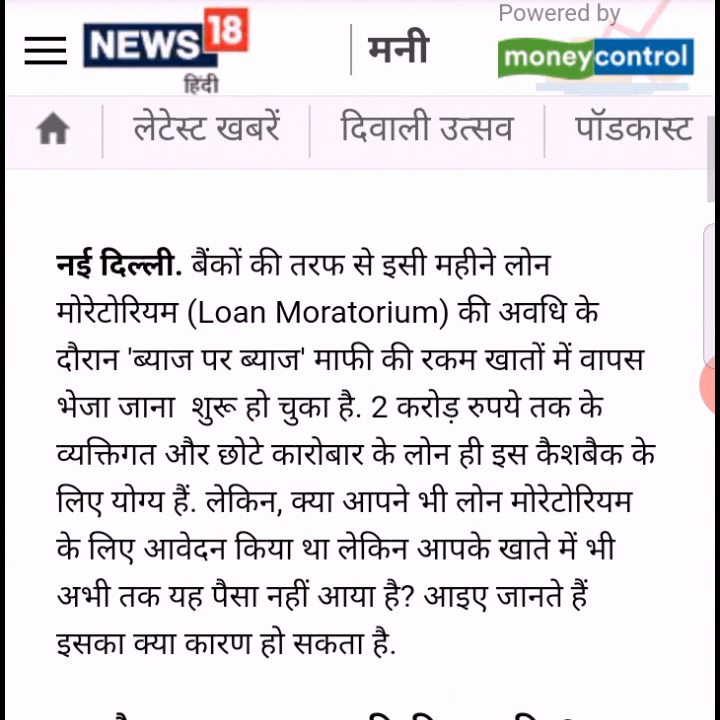 Powered by
NEWS 18
हिंदी
मनी
moneycontrol
लेटेस्ट खबरें
दिवाली उत्सव
पॉडकास्ट
नई दिल्ली. बैंकों की तरफ से इसी महीने लोन
मोरेटोरियम (Loan Moratorium) की अवधि के
दौरान 'ब्याज पर ब्याज' माफी की रकम खातों में वापस
भेजा जाना शुरू हो चुका है. 2 करोड़ रुपये तक के
व्यक्तिगत और छोटे कारोबार के लोन ही इस कैशबैक के
लिए योग्य हैं. लेकिन, क्या आपने भी लोन मोरेटोरियम
के लिए आवेदन किया था लेकिन आपके खाते में भी
अभी तक यह पैसा नहीं आया है? आइए जानते हैं
इसका क्या कारण हो सकता है.